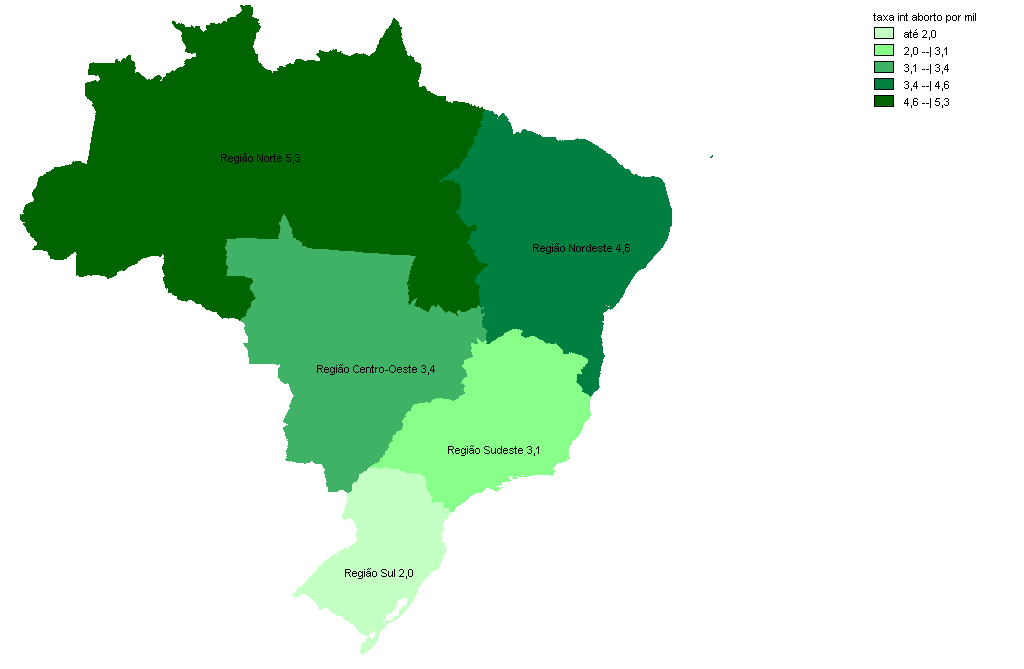 taxa int aborto por mil
até 2,0
2,0 --| 3,1
3,1 --| 3,4
3,4 --| 4,6
4,6 --| 5,3
Região Norte 5,3
Região Nordeste 4,6
Região Centro-Oeste 3,4
Região Sudeste 3,1
Região Sul 2,0